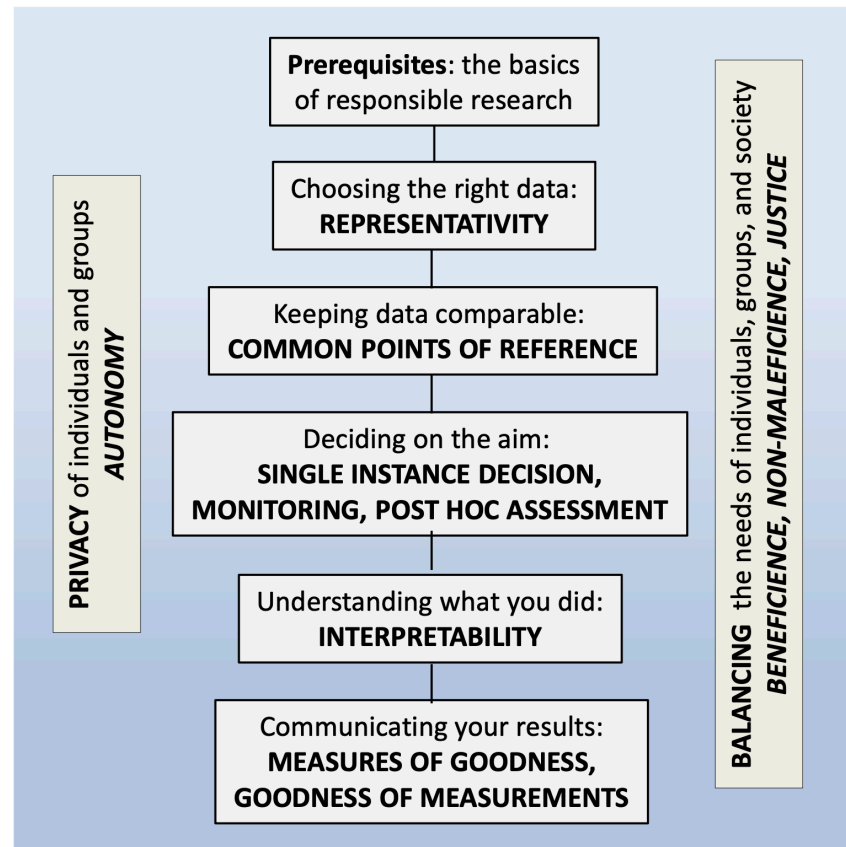 Prerequisites: the basics
of responsible research
Choosing the right data:
REPRESENTATIVITY
Keeping data comparable:
COMMON POINTS OF REFERENCE
Deciding on the aim:
SINGLE INSTANCE DECISION,
MONITORING, POST HOC ASSESSMENT
Understanding what you did:
INTERPRETABILITY
Communicating your results:
MEASURES OF GOODNESS,
GOODNESS OF MEASUREMENTS
PRIVACY of individuals and groups
AUTONOMY
BALANCING the needs of individuals, groups, and society
BENEFICIENCE, NON-MALEFICIENCE, JUSTICE